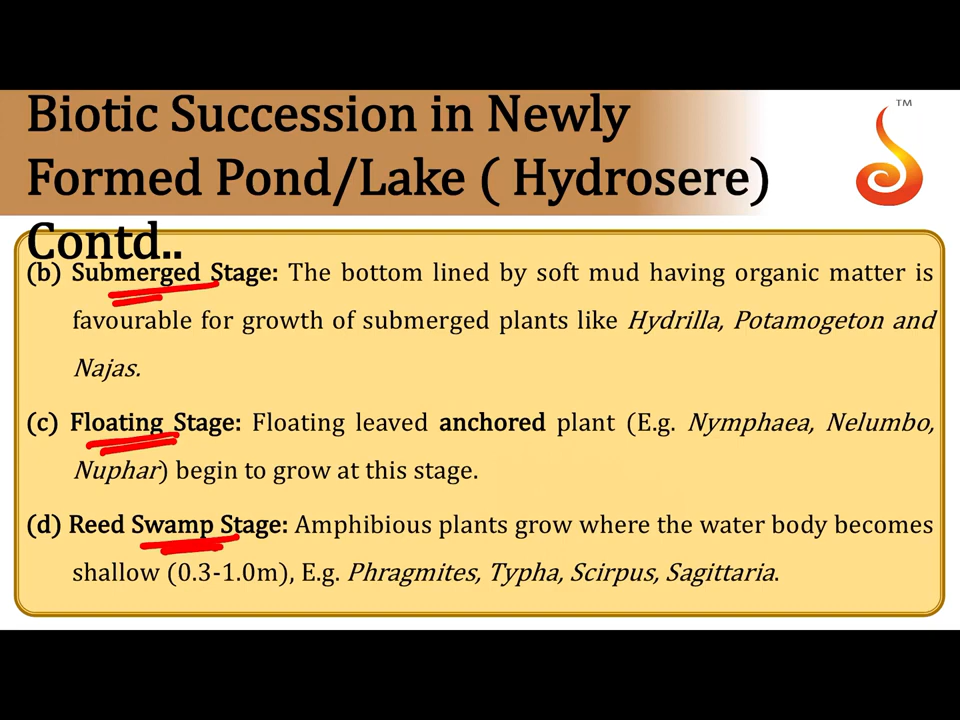 TM
Biotic Succession in Newly
Formed Pond/Lake ( Hydrosere)
Contd..
(b) Submerged Stage: The bottom lined by soft mud having organic matter is
favourable for growth of submerged plants like Hydrilla, Potamogeton and
Najas.
(c) Floating Stage: Floating leaved anchored plant (E.g. Nymphaea, Nelumbo,
Nuphar) begin to grow at this stage.
(d) Reed Swamp Stage: Amphibious plants grow where the water body becomes
shallow (0.3-1.0m), E.g. Phragmites, Typha, Scirpus, Sagittaria.